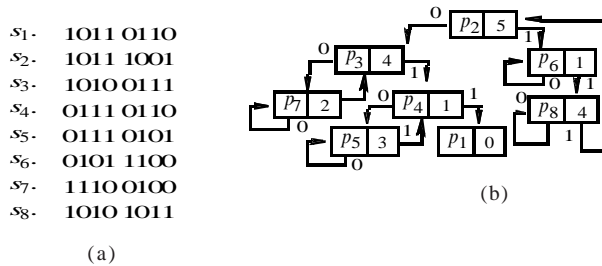 s1. 1011 0110
s2. 1011 1001
s3. 1010 0111
s4. 0111 0110
s5. 0111 0101
s6. 0101 1100
s7. 1110 0100
s8. 1010 1011
(a)
0 p2 5 1
0 p3 4 1 p6 1
0 1
p7 2 0 p4 1 1 0 p8 4
0
p5 3 1 p1 0 1
0
(b)